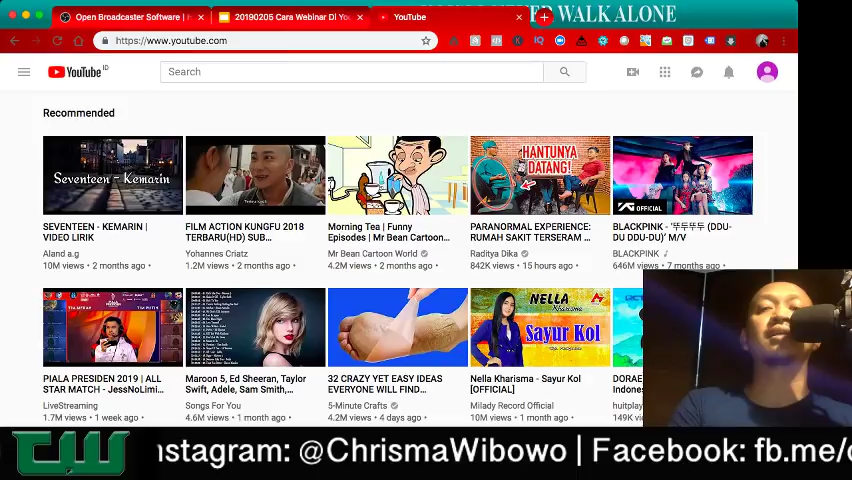 WALK ALONE
Open Broadcaster Software | H
20190205 Cara Webinar Di You
YouTube
https://www.youtube.com
YouTube ID
Search
Recommended
Seventeen - Kemarin
HANTUNYA
DATANG!
YG OFFICIAL
SEVENTEEN - KEMARIN |
VIDEO LIRIK
Aland a.g
10M views • 2 months ago
FILM ACTION KUNGFU 2018
TERBARU(HD) SUB...
Yohannes Criatz
1.2M views • 2 months ago
Morning Tea | Funny
Episodes | Mr Bean Cartoon...
Mr Bean Cartoon World
4.2M views • 2 months ago
PARANORMAL EXPERIENCE:
RUMAH SAKIT TERSERAM ...
Raditya Dika
842K views • 15 hours ago
BLACKPINK - '뚜두뚜두 (DDU-
DU DDU-DU)' M/V
BLACKPINK
646M views • 7 months ago
NELLA
Kharisma
Sayur Kol
PIALA PRESIDEN 2019 | ALL
STAR MATCH - JessNoLimi...
LiveStreaming
1.7M views • 1 week ago
Maroon 5, Ed Sheeran, Taylor
Swift, Adele, Sam Smith,...
Songs For You
4.6M views • 1 month ago
32 CRAZY YET EASY IDEAS
EVERYONE WILL FIND...
5-Minute Crafts
4.2M views • 4 days ago
Nella Kharisma - Sayur Kol
[OFFICIAL]
Milady Record Official
10M views • 1 month ago
DORAE
Indones
huitplay
149K
CW
nstagram: @ChrismaWibowo | Facebook: fb.me/c